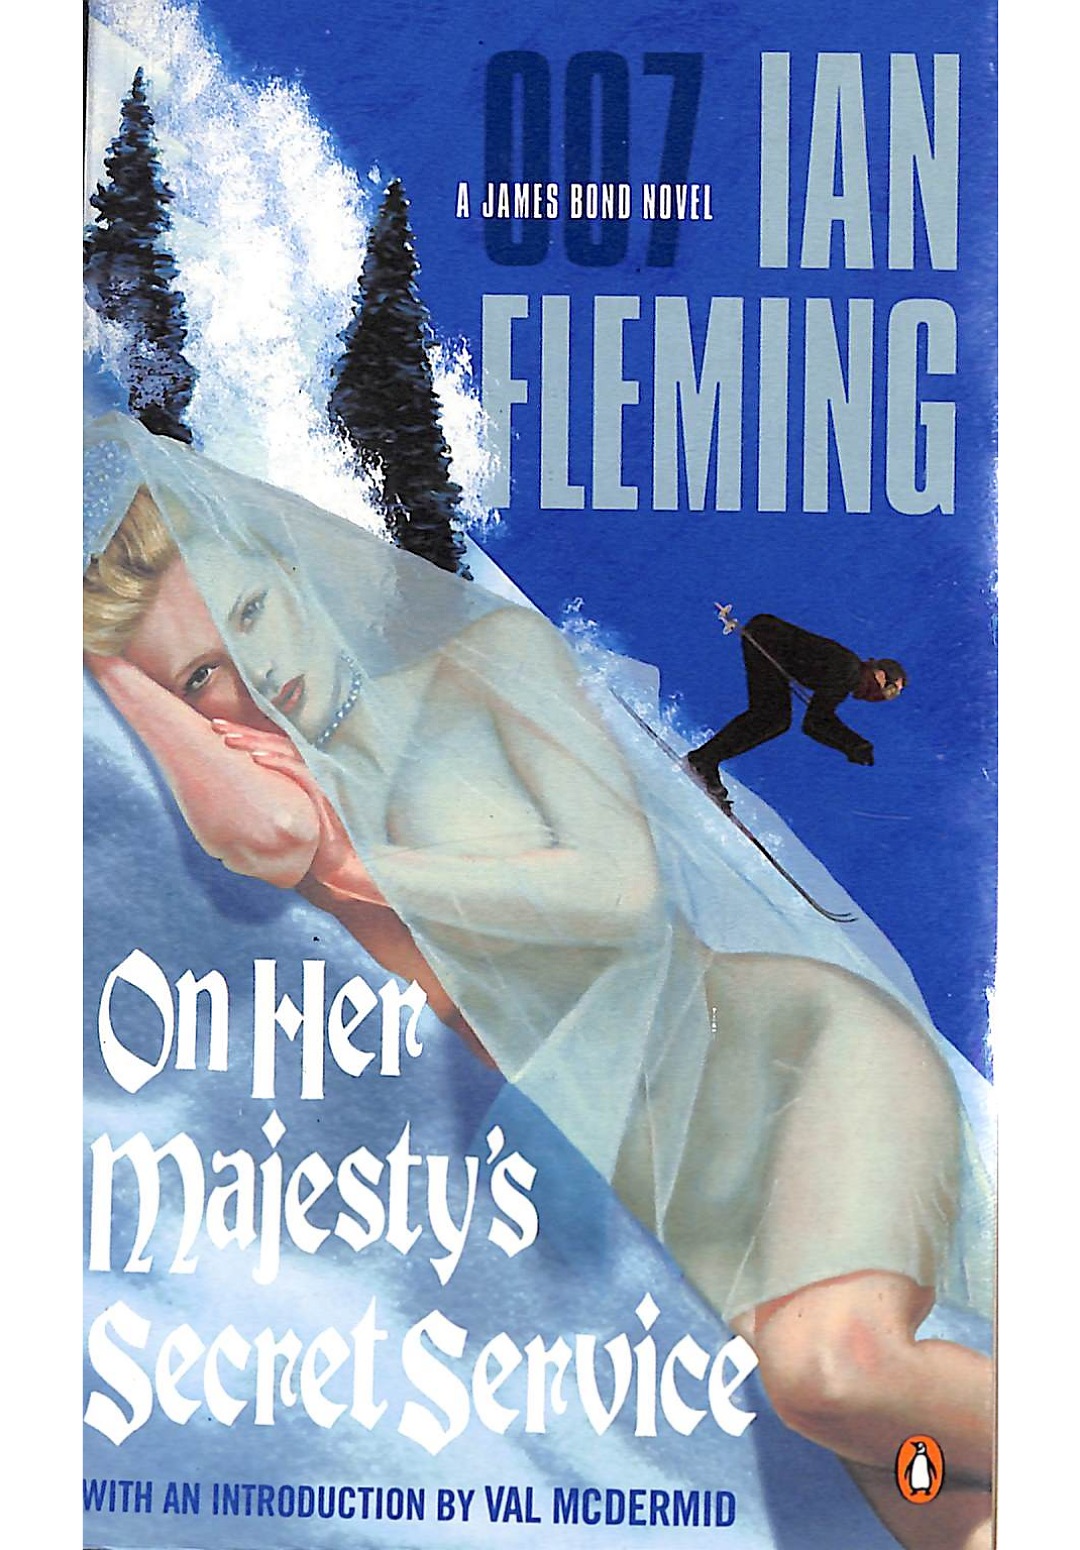 007
A JAMES BOND NOVEL
IAN
FLEMING
On Her
Majesty's
Secret Service
WITH AN INTRODUCTION BY VAL MCDERMID